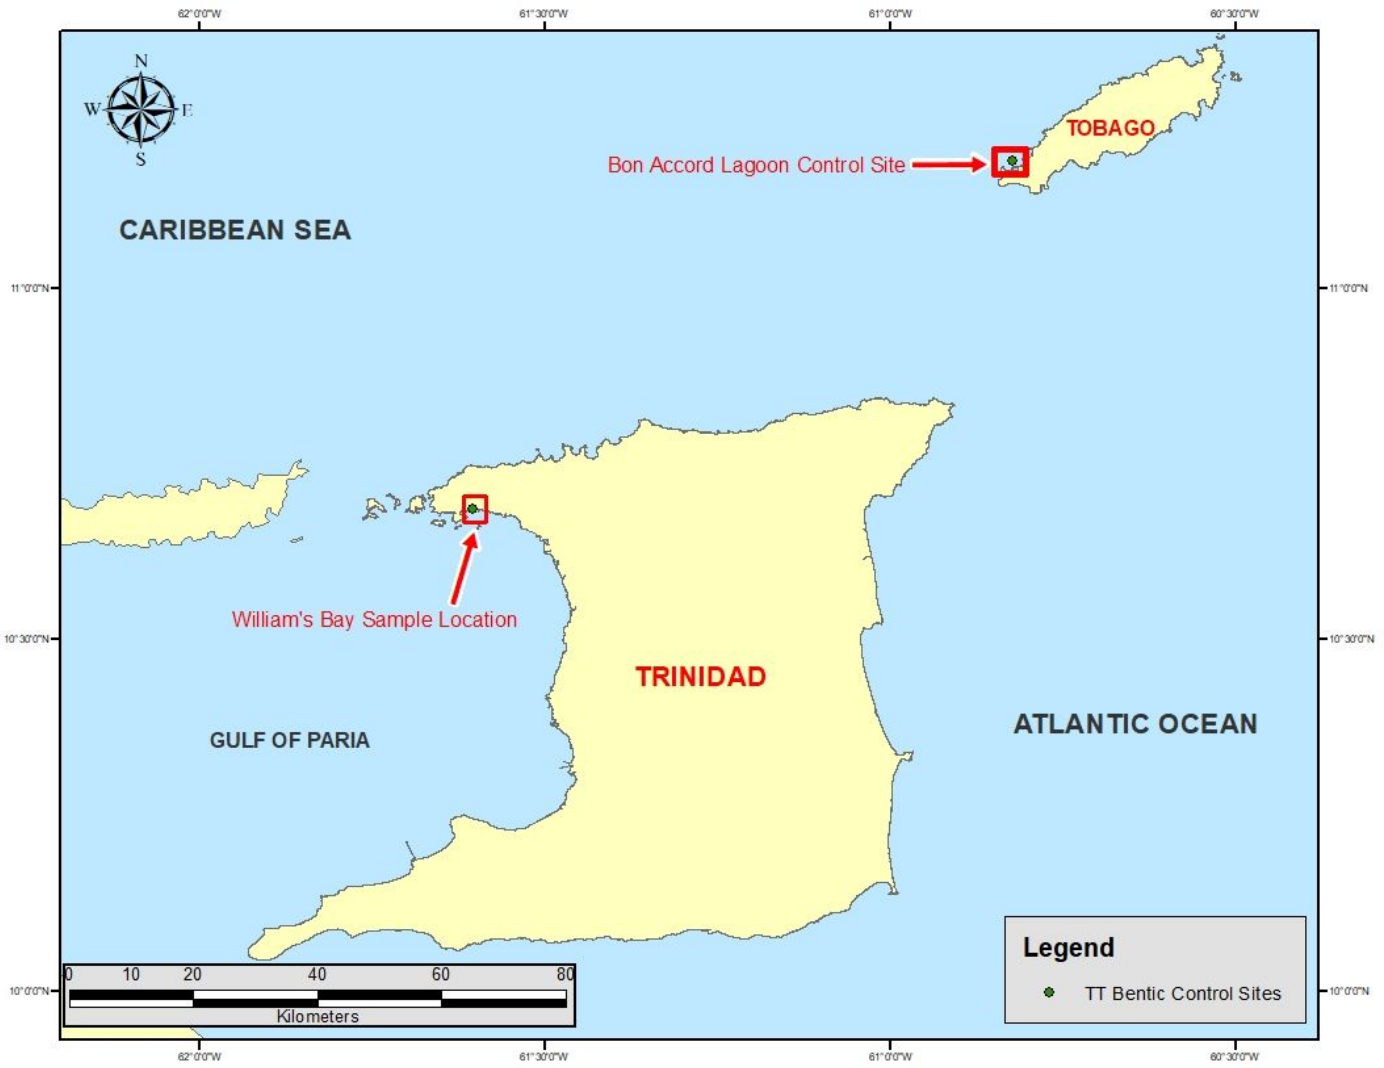 62°0'0"W 61°30'0"W 61°0'0"W 60°30'0"W
N
W E
S
TOBAGO
Bon Accord Lagoon Control Site
CARIBBEAN SEA
11°0'0"N 11°0'0"N
William's Bay Sample Location
10°30'0"N 10°30'0"N
TRINIDAD
ATLANTIC OCEAN
GULF OF PARIA
Legend
TT Bentic Control Sites
0 10 20 40 60 80
Kilometers
10°0'0"N 10°0'0"N
62°0'0"W 61°30'0"W 61°0'0"W 60°30'0"W